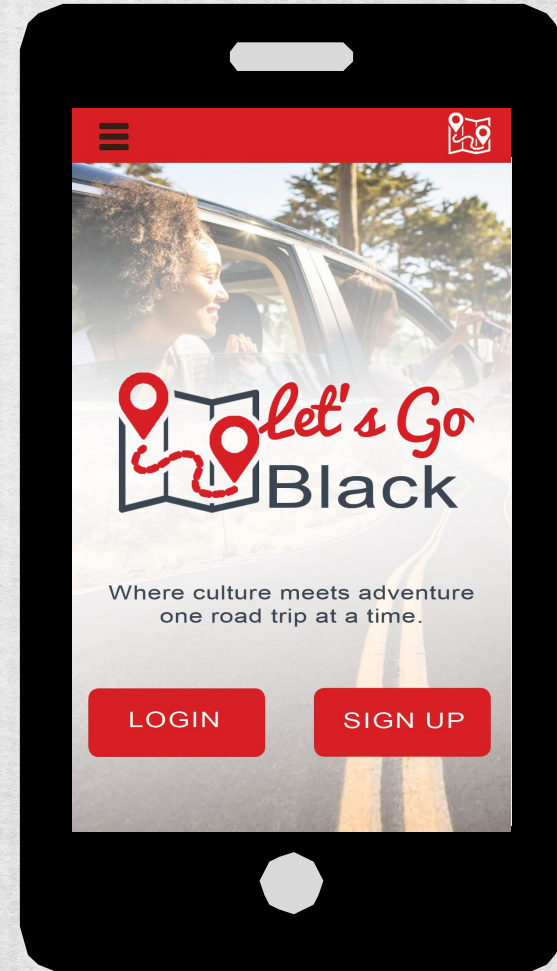 Let's Go
Black
Where culture meets adventure
one road trip at a time.
LOGIN
SIGN UP